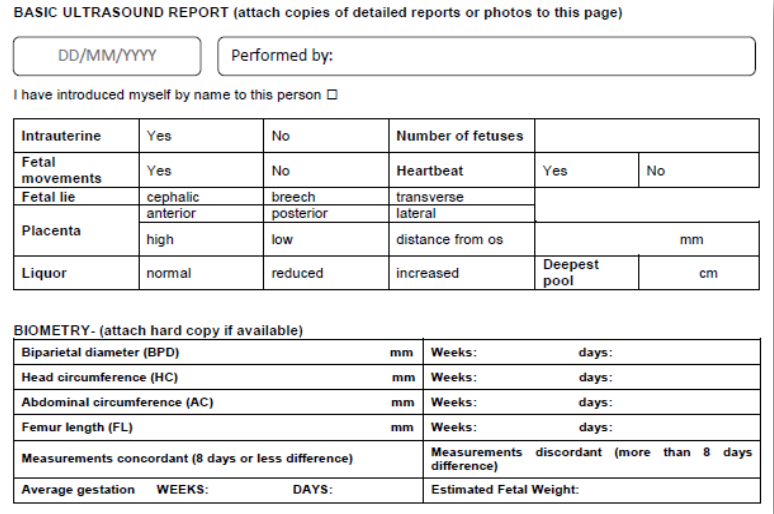 BASIC ULTRASOUND REPORT (attach copies of detailed reports or photos to this page)
DD/MM/YYYY Performed by:
I have introduced myself by name to this person ☐
Intrauterine Yes No Number of fetuses
Fetal movements Yes No Heartbeat Yes No
Fetal lie cephalic breech transverse
Placenta anterior posterior lateral
high low distance from os mm
Liquor normal reduced increased Deepest pool cm
BIOMETRY- (attach hard copy if available)
Biparietal diameter (BPD) mm Weeks: days:
Head circumference (HC) mm Weeks: days:
Abdominal circumference (AC) mm Weeks: days:
Femur length (FL) mm Weeks: days:
Measurements concordant (8 days or less difference) Measurements discordant (more than 8 days difference)
Average gestation WEEKS: DAYS: Estimated Fetal Weight: